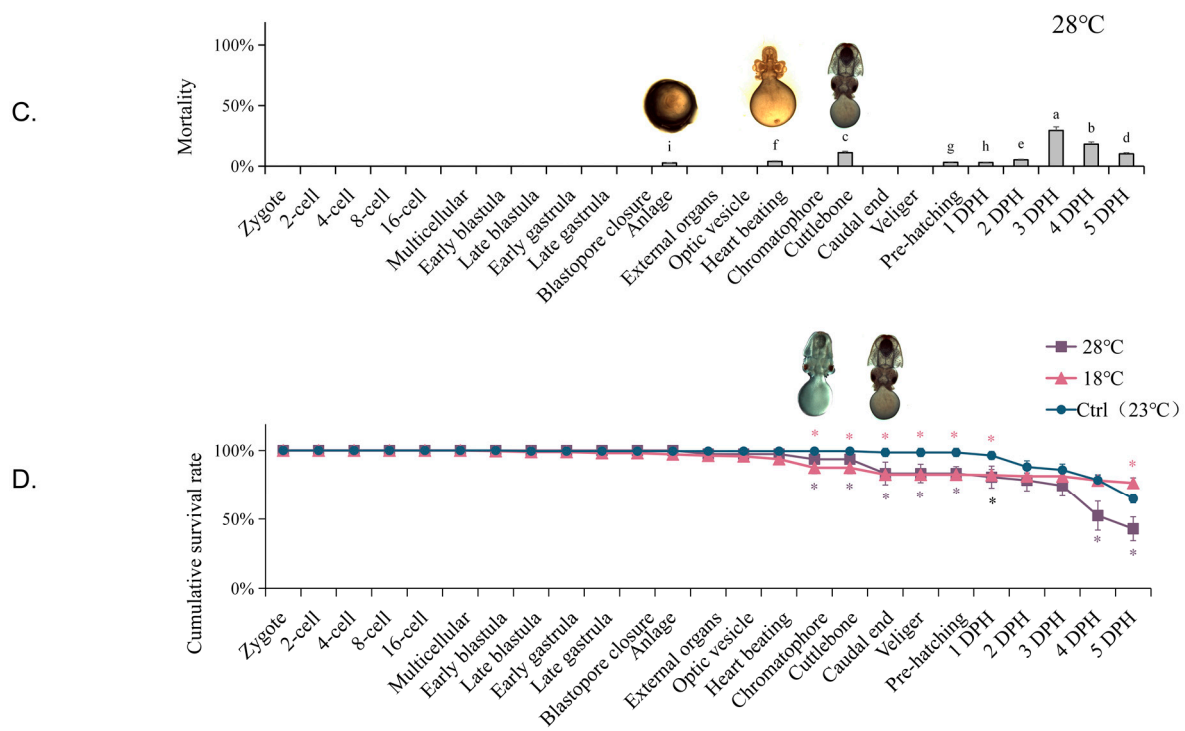 C.
28℃
Mortality
100%
50%
0%
i
f
c
g
h
e
a
b
d
Zygote
2-cell
4-cell
8-cell
16-cell
Multicellular
Early blastula
Late blastula
Early gastrula
Late gastrula
Blastopore closure
Anlage
External organs
Optic vesicle
Heart beating
Chromatophore
Cuttlebone
Caudal end
Veliger
Pre-hatching
1 DPH
2 DPH
3 DPH
4 DPH
5 DPH
D.
28℃
18℃
Ctrl（23℃）
Cumulative survival rate
100%
50%
0%
* * * * * * *
* * * * * * * *
Zygote
2-cell
4-cell
8-cell
16-cell
Multicellular
Early blastula
Late blastula
Early gastrula
Late gastrula
Blastopore closure
Anlage
External organs
Optic vesicle
Heart beating
Chromatophore
Cuttlebone
Caudal end
Veliger
Pre-hatching
1 DPH
2 DPH
3 DPH
4 DPH
5 DPH